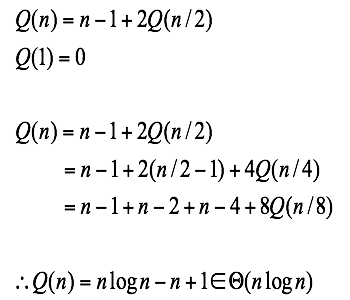 Q(n) = n − 1 + 2Q(n / 2)
Q(1) = 0
Q(n) = n − 1 + 2Q(n / 2)
= n − 1 + 2(n / 2 − 1) + 4Q(n / 4)
= n − 1 + n − 2 + n − 4 + 8Q(n / 8)
∴ Q(n) = n log n − n + 1 ∈ Θ(n log n)